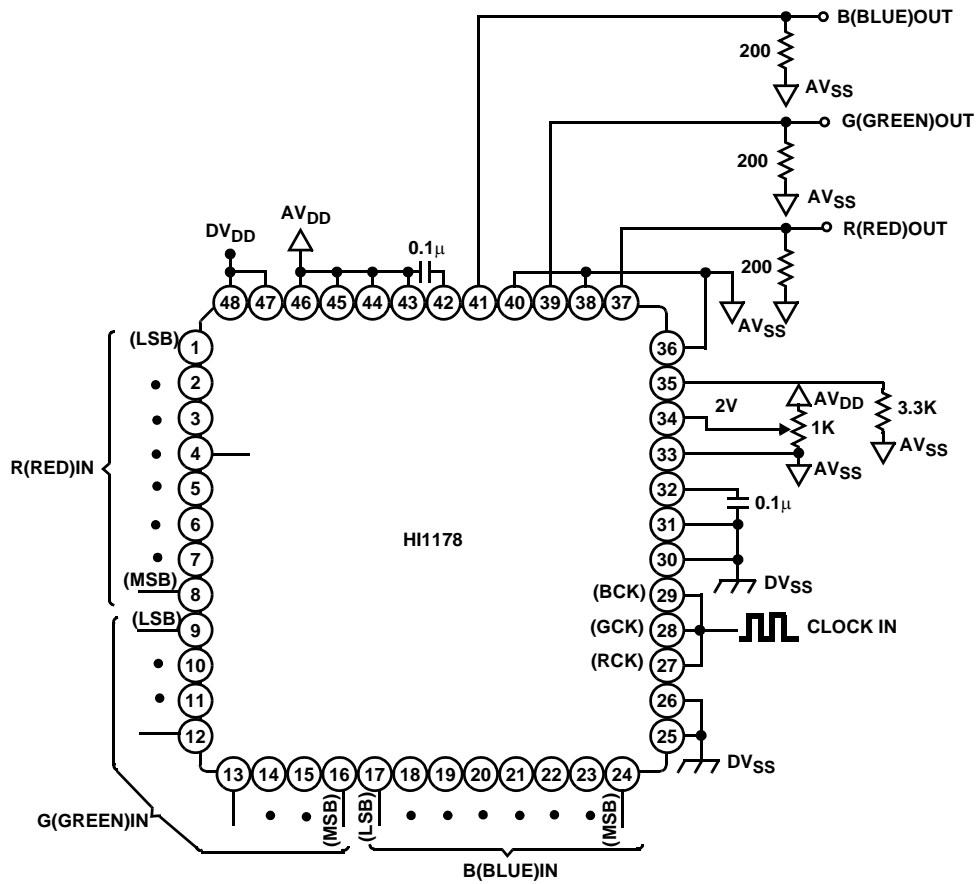 B(BLUE)OUT
200
AVSS
G(GREEN)OUT
200
AVSS
R(RED)OUT
200
AVSS
AVDD
DVDD
0.1μ
48 47 46 45 44 43 42 41 40 39 38 37
(LSB) 1
2
3
4
5
6
7
(MSB) 8
R(RED)IN
(LSB) 9
10
11
12
G(GREEN)IN
HI1178
36
35
34
33
32
31
30
(BCK) 29
(GCK) 28
(RCK) 27
26
25
2V
AVDD
1K
AVSS
3.3K
AVSS
0.1μ
DVSS
CLOCK IN
DVSS
13 14 15 16 17 18 19 20 21 22 23 24
(MSB)
(LSB)
(MSB)
B(BLUE)IN